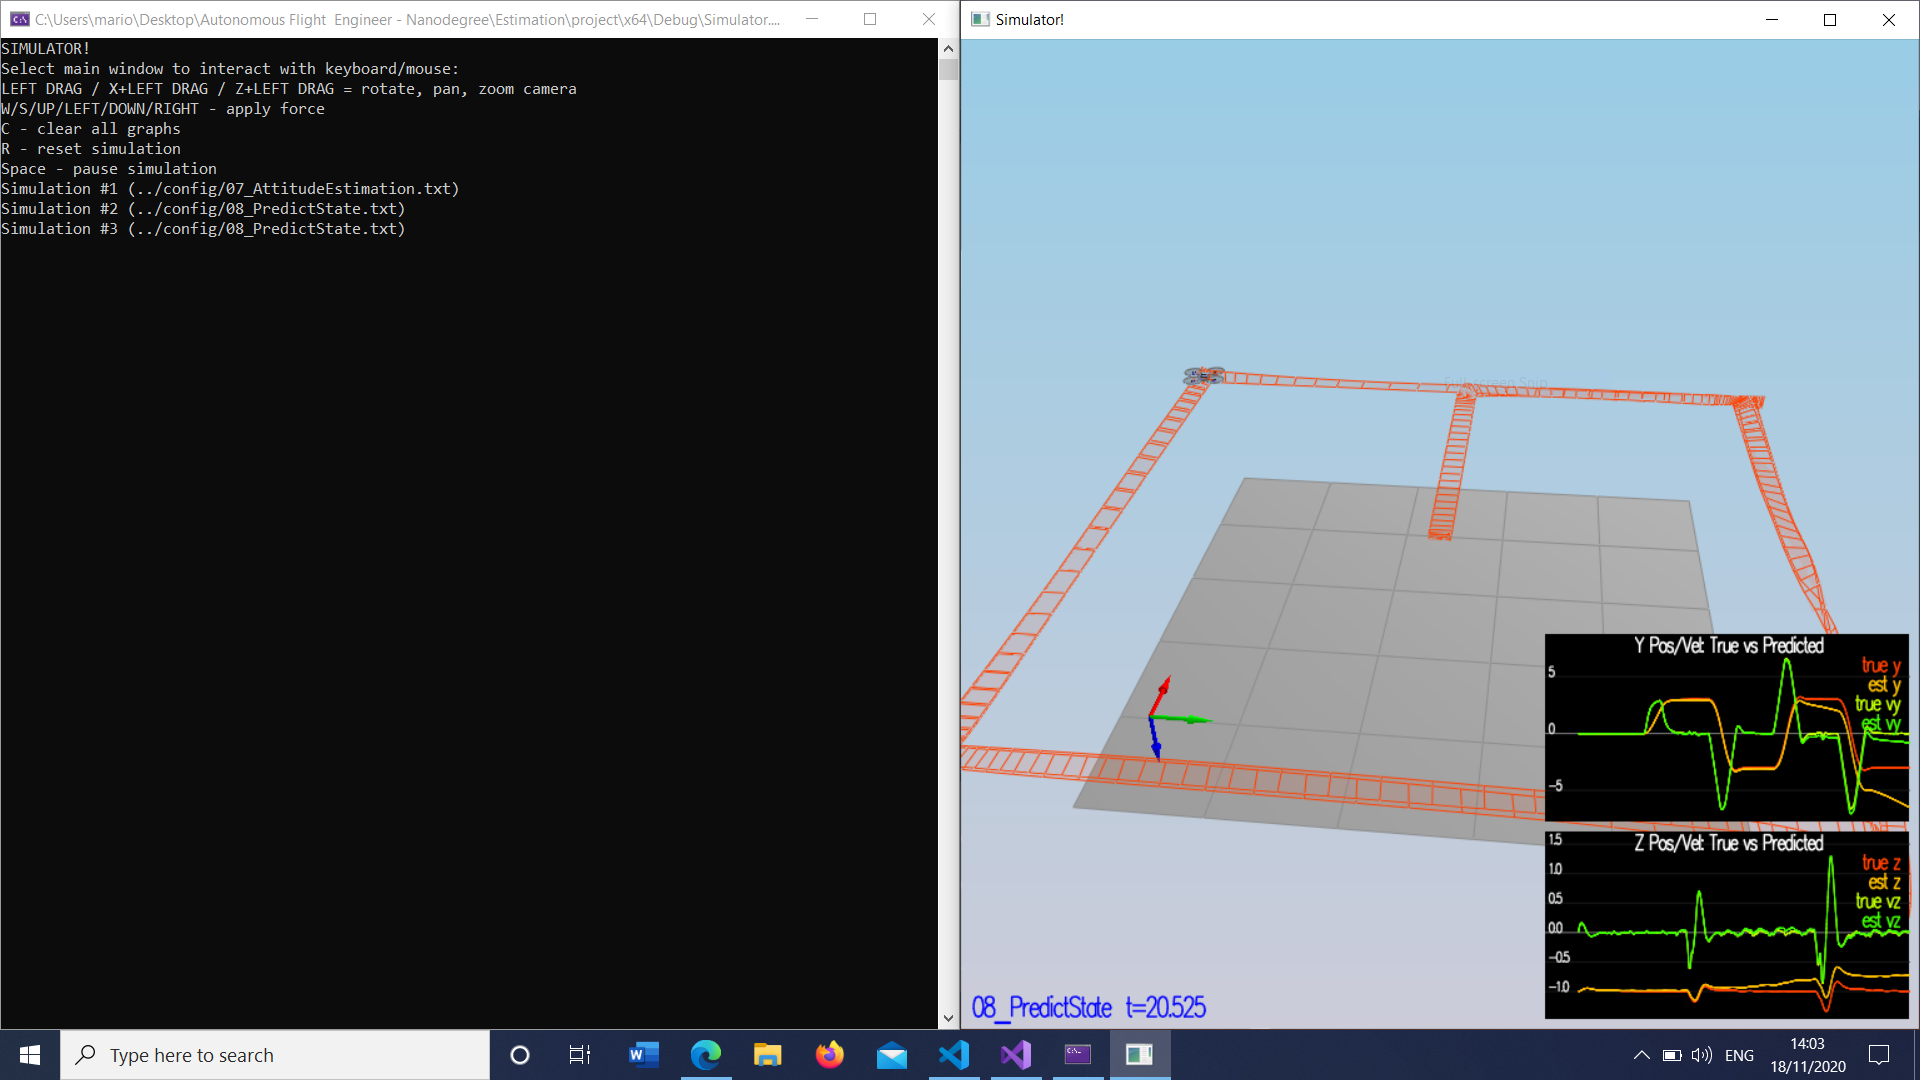 C:\Users\mario\Desktop\Autonomous Flight  Engineer - Nanodegree\Estimation\project\x64\Debug\Simulator....
SIMULATOR!
Select main window to interact with keyboard/mouse:
LEFT DRAG / X+LEFT DRAG / Z+LEFT DRAG = rotate, pan, zoom camera
W/S/UP/LEFT/DOWN/RIGHT - apply force
C - clear all graphs
R - reset simulation
Space - pause simulation
Simulation #1 (../config/07_AttitudeEstimation.txt)
Simulation #2 (../config/08_PredictState.txt)
Simulation #3 (../config/08_PredictState.txt)
Simulator!
Full-screen Snip
Y Pos/Vel: True vs Predicted
true y
est y
true vy
est vy
5
0
-5
Z Pos/Vel: True vs Predicted
true z
est z
true vz
est vz
1.5
1.0
0.5
0.0
-0.5
-1.0
08_PredictState t=20.525
Type here to search
ENG
14:03
18/11/2020